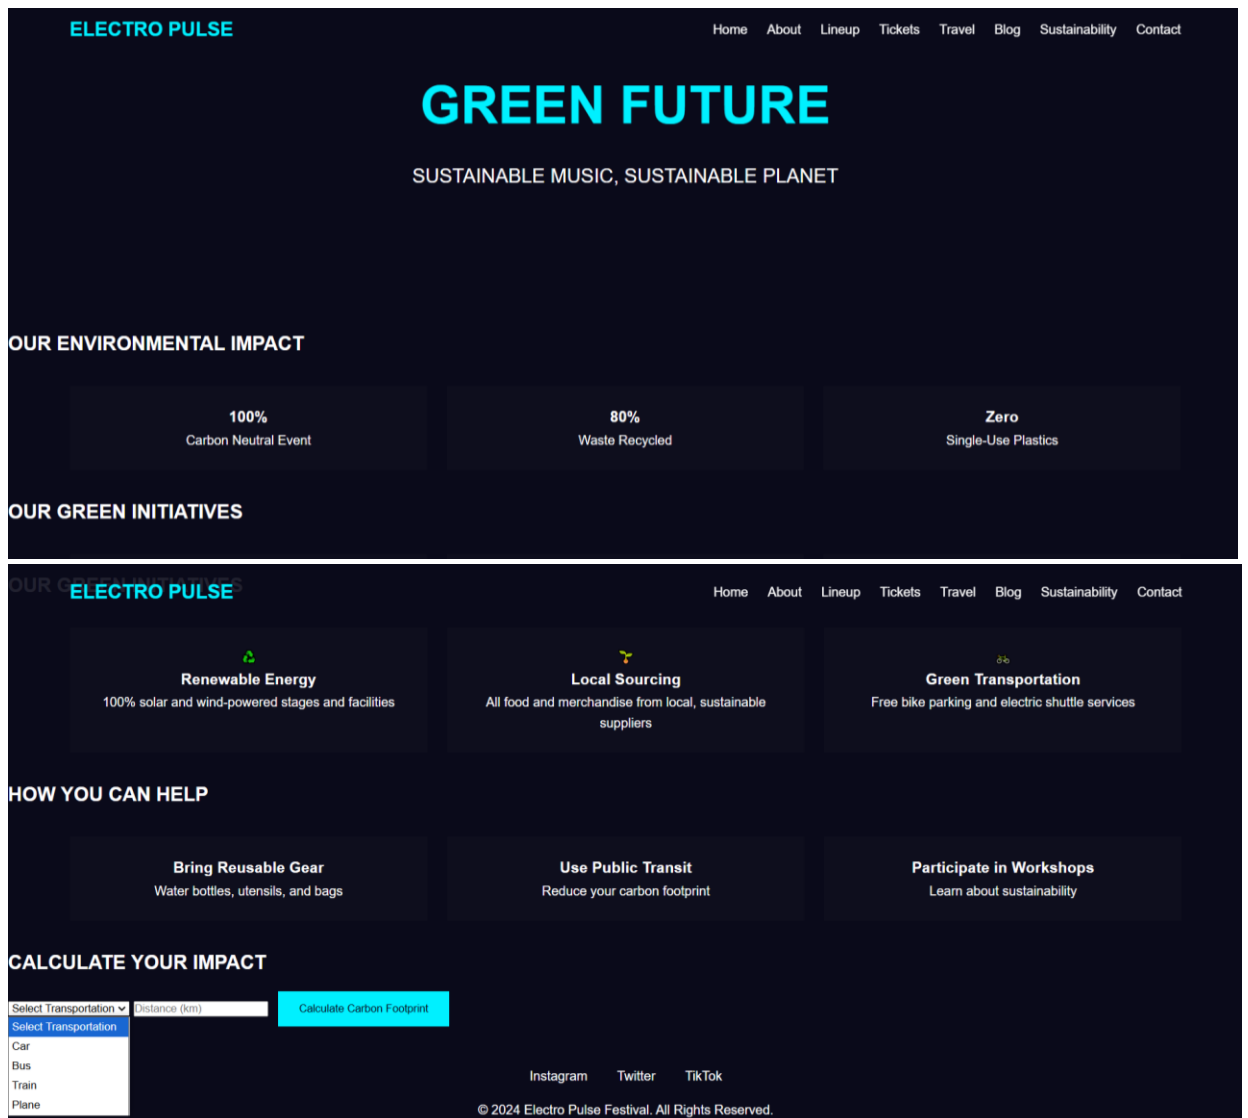 ELECTRO PULSE
Home About Lineup Tickets Travel Blog Sustainability Contact
GREEN FUTURE
SUSTAINABLE MUSIC, SUSTAINABLE PLANET
OUR ENVIRONMENTAL IMPACT
100%
Carbon Neutral Event
80%
Waste Recycled
Zero
Single-Use Plastics
OUR GREEN INITIATIVES
OUR GREEN INITIATIVES
ELECTRO PULSE
Home About Lineup Tickets Travel Blog Sustainability Contact
Renewable Energy
100% solar and wind-powered stages and facilities
Local Sourcing
All food and merchandise from local, sustainable
suppliers
Green Transportation
Free bike parking and electric shuttle services
HOW YOU CAN HELP
Bring Reusable Gear
Water bottles, utensils, and bags
Use Public Transit
Reduce your carbon footprint
Participate in Workshops
Learn about sustainability
CALCULATE YOUR IMPACT
Select Transportation Distance (km) Calculate Carbon Footprint
Select Transportation
Car
Bus
Train
Plane
Instagram Twitter TikTok
© 2024 Electro Pulse Festival. All Rights Reserved.